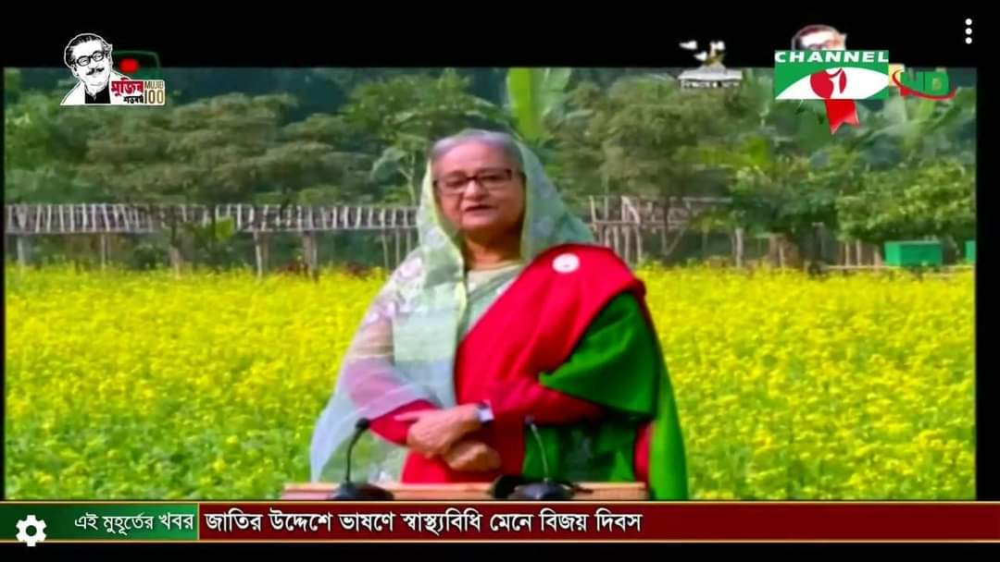 মুজিব
শতবর্ষ
MUJIB
100
CHANNEL
HD
এই মুহূর্তের খবর
জাতির উদ্দেশে ভাষণে স্বাস্থ্যবিধি মেনে বিজয় দিবস